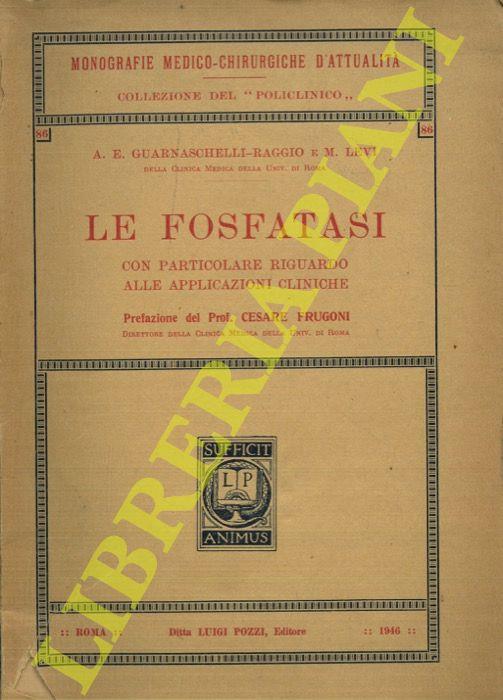 MONOGRAFIE MEDICO-CHIRURGICHE D'ATTUALITÀ
COLLEZIONE DEL "POLICLINICO„
86
86
A. E. GUARNASCHELLI-RAGGIO E M. LEVI
DELLA CLINICA MEDICA DELLA UNIV. DI ROMA
LE FOSFATASI
CON PARTICOLARE RIGUARDO
ALLE APPLICAZIONI CLINICHE
Prefazione del Prof. CESARE FRUGONI
DIRETTORE DELLA CLINICA MEDICA DELLA UNIV. DI ROMA
SUFFICIT
L P
ANIMUS
:: ROMA :: Ditta LUIGI POZZI, Editore :: 1946 ::
LIBRERIA PIANI